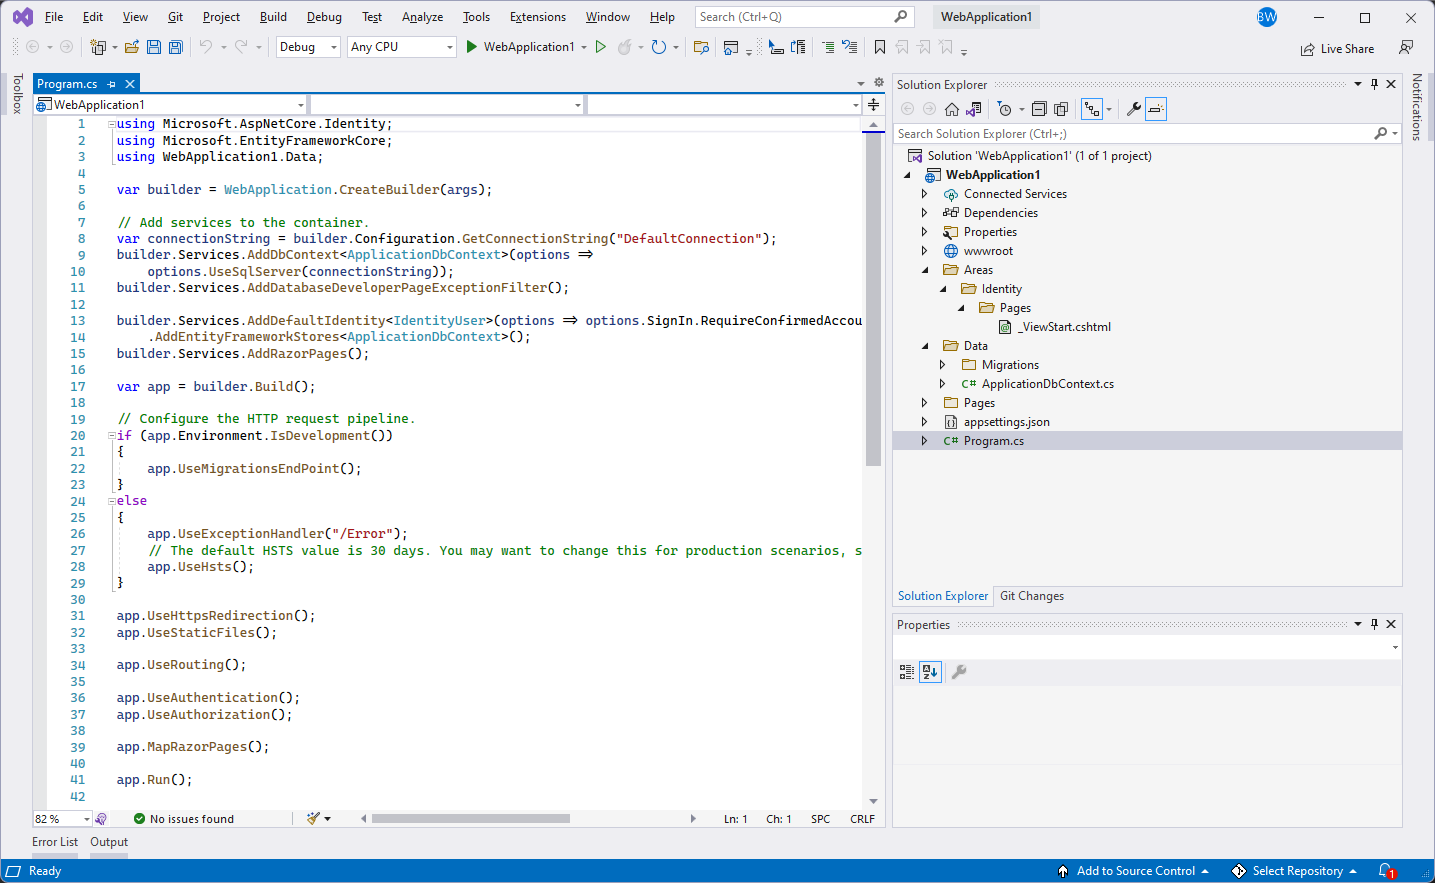 File Edit View Git Project Build Debug Test Analyze Tools Extensions Window Help Search (Ctrl+Q) WebApplication1 BW
Debug Any CPU WebApplication1 Live Share
Toolbox
Program.cs
WebApplication1
1 using Microsoft.AspNetCore.Identity;
2 using Microsoft.EntityFrameworkCore;
3 using WebApplication1.Data;
4
5 var builder = WebApplication.CreateBuilder(args);
6
7 // Add services to the container.
8 var connectionString = builder.Configuration.GetConnectionString("DefaultConnection");
9 builder.Services.AddDbContext<ApplicationDbContext>(options =>
10 options.UseSqlServer(connectionString));
11 builder.Services.AddDatabaseDeveloperPageExceptionFilter();
12
13 builder.Services.AddDefaultIdentity<IdentityUser>(options => options.SignIn.RequireConfirmedAccou
14 .AddEntityFrameworkStores<ApplicationDbContext>();
15 builder.Services.AddRazorPages();
16
17 var app = builder.Build();
18
19 // Configure the HTTP request pipeline.
20 if (app.Environment.IsDevelopment())
21 {
22 app.UseMigrationsEndPoint();
23 }
24 else
25 {
26 app.UseExceptionHandler("/Error");
27 // The default HSTS value is 30 days. You may want to change this for production scenarios, s
28 app.UseHsts();
29 }
30
31 app.UseHttpsRedirection();
32 app.UseStaticFiles();
33
34 app.UseRouting();
35
36 app.UseAuthentication();
37 app.UseAuthorization();
38
39 app.MapRazorPages();
40
41 app.Run();
42
82 % No issues found Ln: 1 Ch: 1 SPC CRLF
Solution Explorer
Search Solution Explorer (Ctrl+;)
Solution 'WebApplication1' (1 of 1 project)
WebApplication1
Connected Services
Dependencies
Properties
wwwroot
Areas
Identity
Pages
_ViewStart.cshtml
Data
Migrations
C# ApplicationDbContext.cs
Pages
appsettings.json
C# Program.cs
Solution Explorer Git Changes
Properties
Notifications
Error List Output
Ready Add to Source Control Select Repository 1